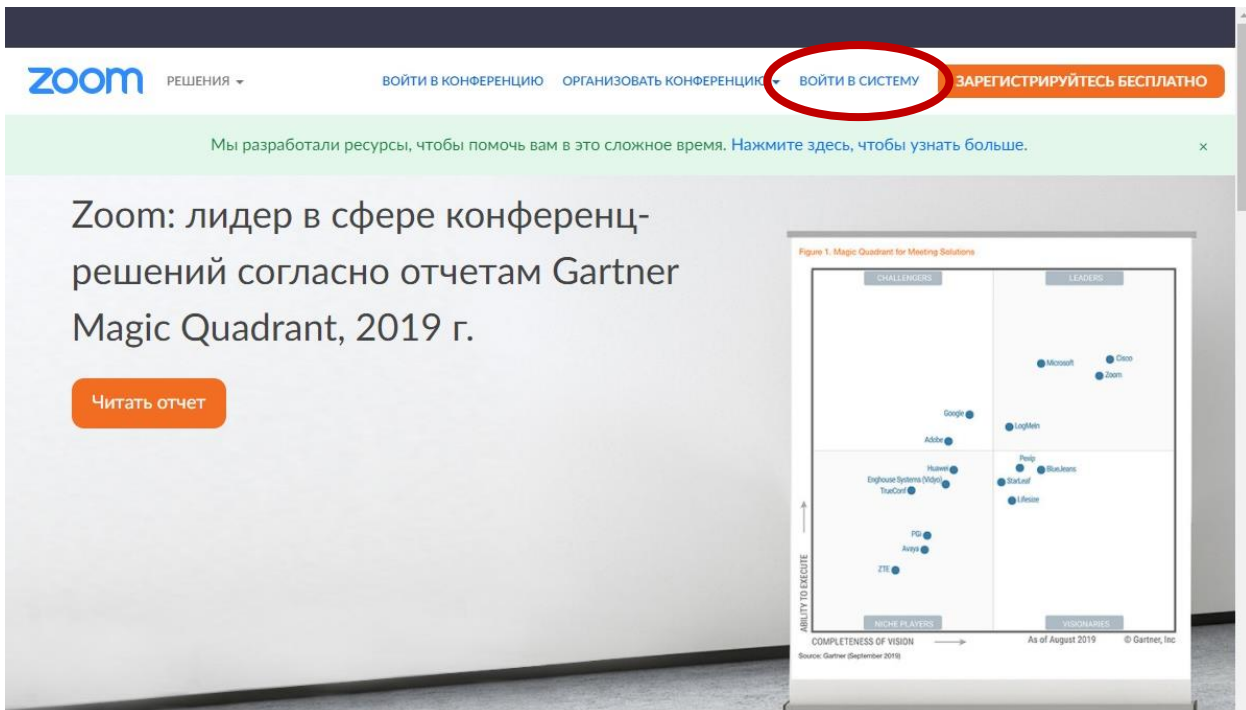 zoom
РЕШЕНИЯ
ВОЙТИ В КОНФЕРЕНЦИЮ
ОРГАНИЗОВАТЬ КОНФЕРЕНЦИЮ
ВОЙТИ В СИСТЕМУ
ЗАРЕГИСТРИРУЙТЕСЬ БЕСПЛАТНО
Мы разработали ресурсы, чтобы помочь вам в это сложное время. Нажмите здесь, чтобы узнать больше. ×
Zoom: лидер в сфере конференц-
решений согласно отчетам Gartner
Magic Quadrant, 2019 г.
Читать отчет
Figure 1. Magic Quadrant for Meeting Solutions
CHALLENGERS
LEADERS
Microsoft
Cisco
Zoom
Google
LogMeIn
Adobe
Huawei
Pexip
BlueJeans
Enghouse Systems (Vidyo)
StarLeaf
TrueConf
Lifesize
PGi
Avaya
ZTE
ABILITY TO EXECUTE
NICHE PLAYERS
VISIONARIES
COMPLETENESS OF VISION
As of August 2019
© Gartner, Inc
Source: Gartner (September 2019)